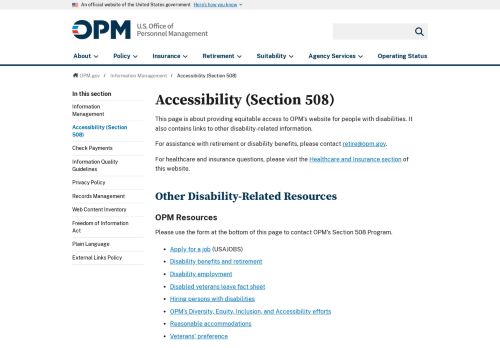 An official website of the United States government Here's how you know
OPM U.S. Office of
Personnel Management
About Policy Insurance Retirement Suitability Agency Services Operating Status
OPM.gov / Information Management / Accessibility (Section 508)
In this section
Information
Management
Accessibility (Section
508)
Check Payments
Information Quality
Guidelines
Privacy Policy
Records Management
Web Content Inventory
Freedom of Information
Act
Plain Language
External Links Policy
Accessibility (Section 508)
This page is about providing equitable access to OPM's website for people with disabilities. It
also contains links to other disability-related information.
For assistance with retirement or disability benefits, please contact retire@opm.gov.
For healthcare and insurance questions, please visit the Healthcare and Insurance section of
this website.
Other Disability-Related Resources
OPM Resources
Please use the form at the bottom of this page to contact OPM's Section 508 Program.
• Apply for a job (USAJOBS)
• Disability benefits and retirement
• Disability employment
• Disabled veterans leave fact sheet
• Hiring persons with disabilities
• OPM's Diversity, Equity, Inclusion, and Accessibility efforts
• Reasonable accommodations
• Veterans' preference